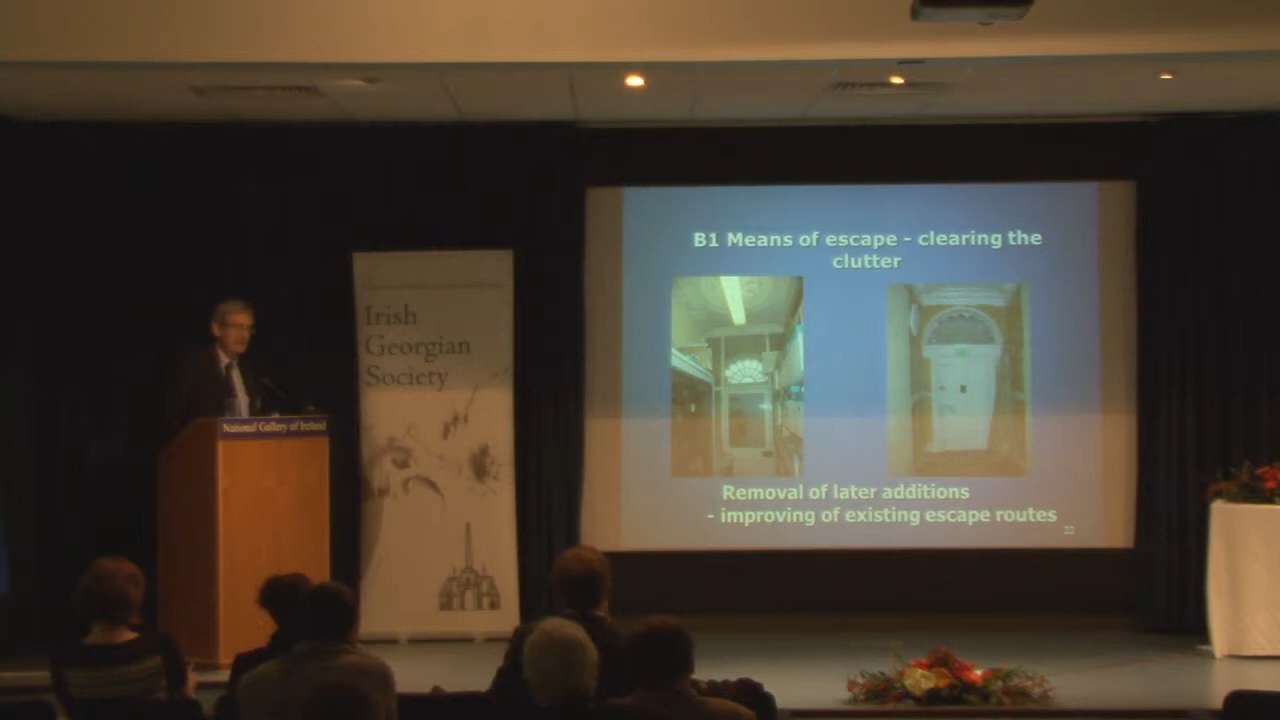 B1 Means of escape - clearing the
clutter
Removal of later additions
- improving of existing escape routes
22
Irish
Georgian
Society
National Gallery of Ireland